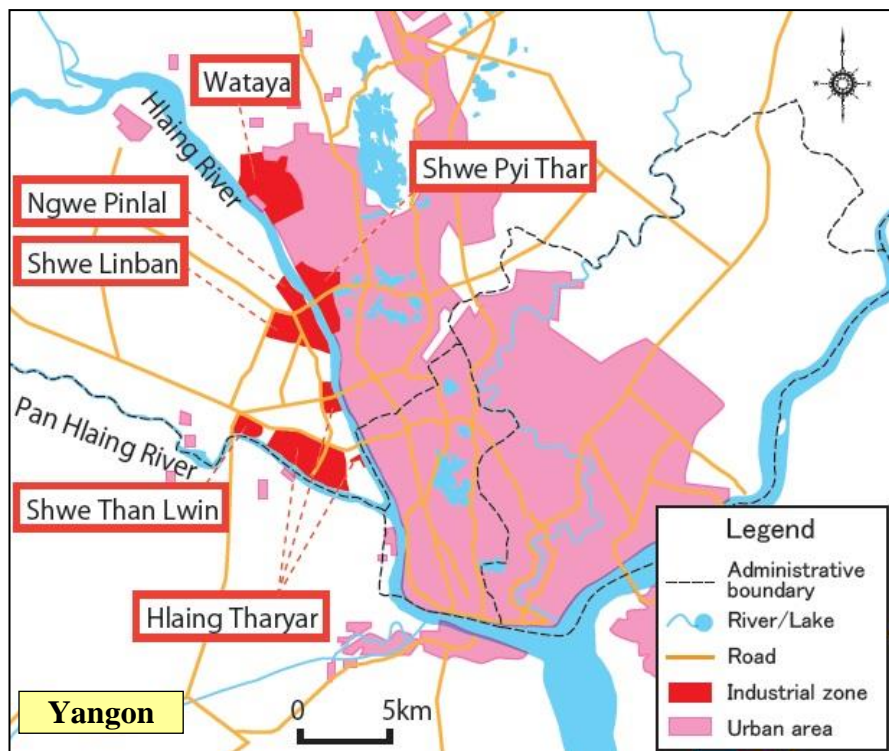 Wataya
Hlaing River
Shwe Pyi Thar
Ngwe Pinlal
Shwe Linban
Pan Hlaing River
Shwe Than Lwin
Hlaing Tharyar
Yangon
0 5km
N
W E
S
Legend
Administrative
boundary
River/Lake
Road
Industrial zone
Urban area